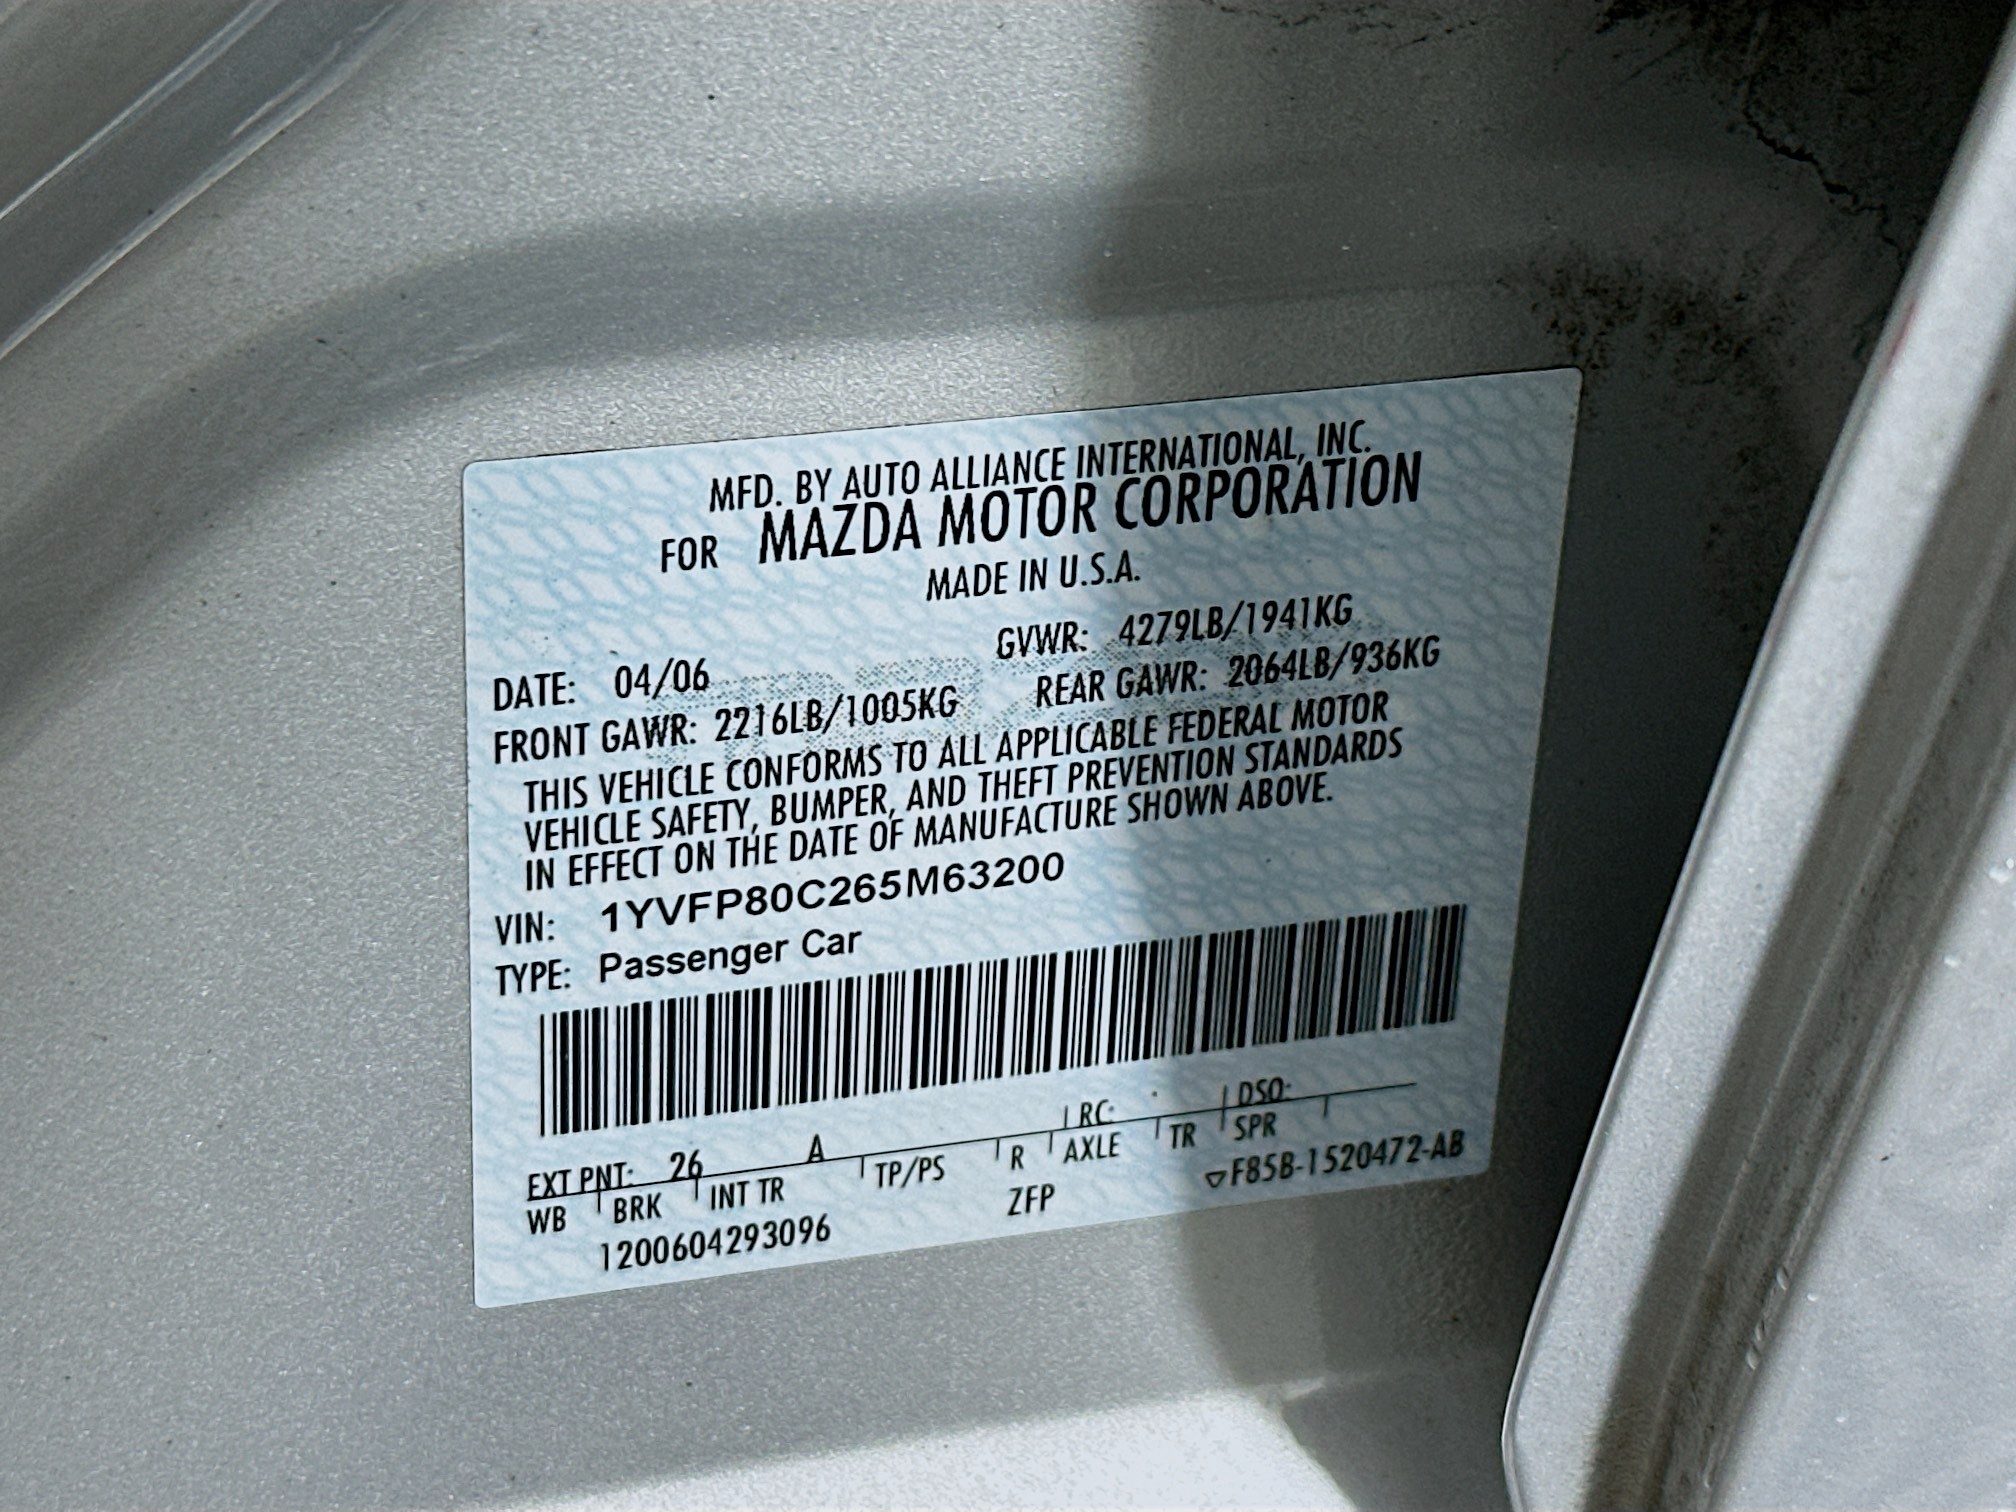 MFD. BY AUTO ALLIANCE INTERNATIONAL, INC.
FOR MAZDA MOTOR CORPORATION
MADE IN U.S.A.
DATE: 04/06 GVWR: 4279LB/1941KG
FRONT GAWR: 2216LB/1005KG REAR GAWR: 2064LB/936KG
THIS VEHICLE CONFORMS TO ALL APPLICABLE FEDERAL MOTOR
VEHICLE SAFETY, BUMPER, AND THEFT PREVENTION STANDARDS
IN EFFECT ON THE DATE OF MANUFACTURE SHOWN ABOVE.
VIN: 1YVFP80C265M63200
TYPE: Passenger Car
EXT PNT: 26 A RC: DSO:
WB BRK INT TR TP/PS R AXLE TR SPR
1200604293096 ZFP ▽F85B-1520472-AB